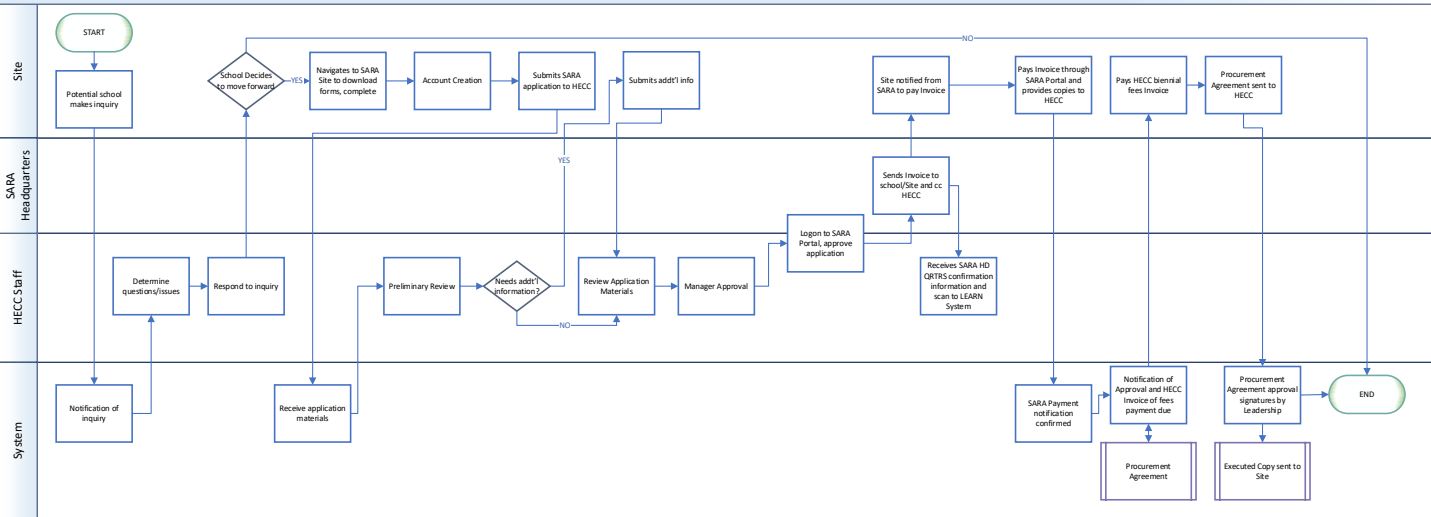 Site
START
Potential school
makes inquiry
School Decides
to move forward
YES
NO
Navigates to SARA
Site to download
forms, complete
Account Creation
Submits SARA
application to HECC
Submits addt'l info
Site notified from
SARA to pay Invoice
Pays Invoice through
SARA Portal and
provides copies to
HECC
Pays HECC biennial
fees Invoice
Procurement
Agreement sent to
HECC
SARA
Headquarters
YES
Sends Invoice to
school/Site and cc
HECC
Logon to SARA
Portal, approve
application
HECC Staff
Determine
questions/issues
Respond to inquiry
Preliminary Review
Needs addt'l
information?
NO
Review Application
Materials
Manager Approval
Receives SARA HD
QRTRS confirmation
information and
scan to LEARN
System
System
Notification of
inquiry
Receive application
materials
SARA Payment
notification
confirmed
Notification of
Approval and HECC
Invoice of fees
payment due
Procurement
Agreement approval
signatures by
Leadership
END
Procurement
Agreement
Executed Copy sent to
Site